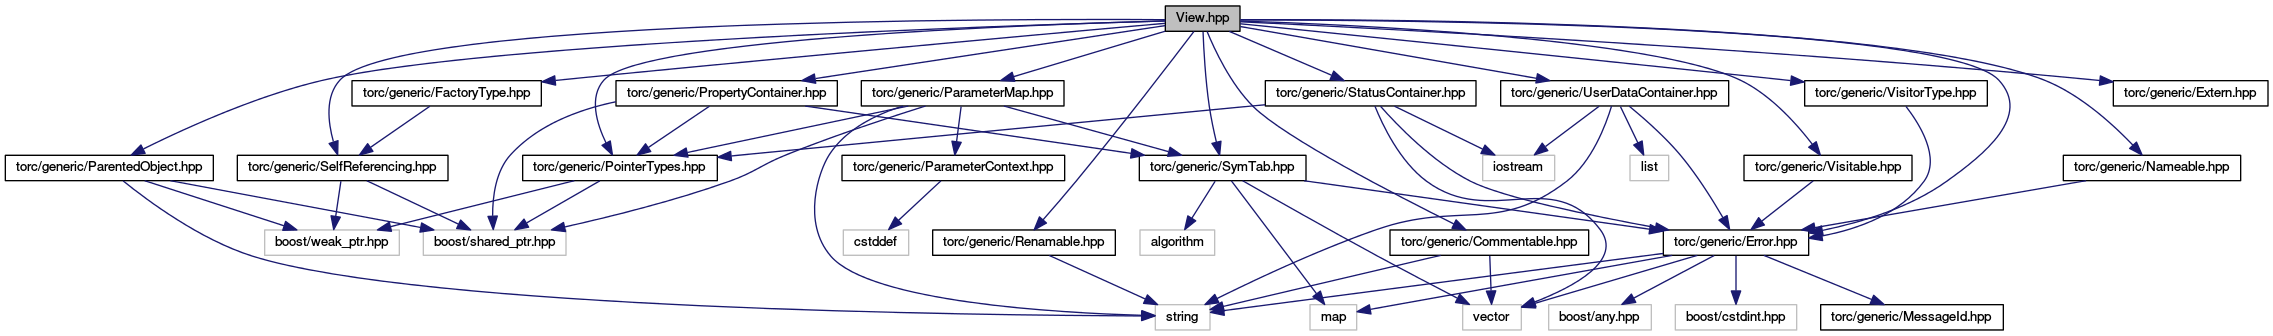 View.hpp
torc/generic/FactoryType.hpp
torc/generic/PropertyContainer.hpp
torc/generic/ParameterMap.hpp
torc/generic/StatusContainer.hpp
torc/generic/UserDataContainer.hpp
torc/generic/VisitorType.hpp
torc/generic/Extern.hpp
torc/generic/ParentedObject.hpp
torc/generic/SelfReferencing.hpp
torc/generic/PointerTypes.hpp
torc/generic/ParameterContext.hpp
torc/generic/SymTab.hpp
iostream
list
torc/generic/Visitable.hpp
torc/generic/Nameable.hpp
boost/weak_ptr.hpp
boost/shared_ptr.hpp
cstddef
torc/generic/Renamable.hpp
algorithm
torc/generic/Commentable.hpp
torc/generic/Error.hpp
string
map
vector
boost/any.hpp
boost/cstdint.hpp
torc/generic/MessageId.hpp